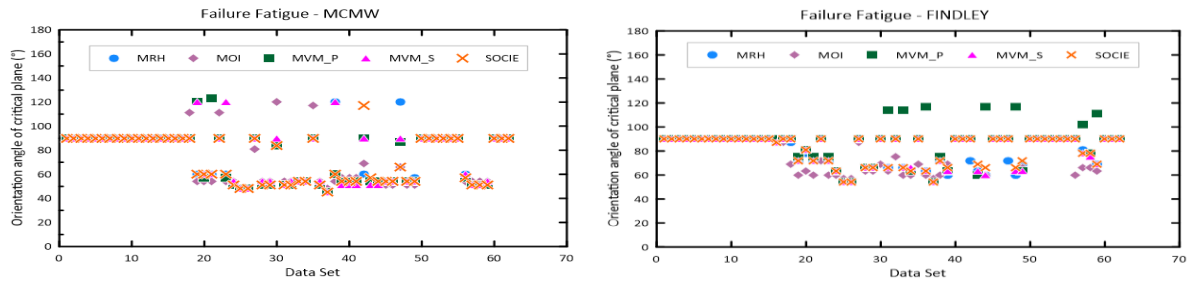 Failure Fatigue - MCMW
Orientation angle of critical plane (°)
180
160
140
120
100
80
60
40
20
0
MRH MOI MVM_P MVM_S SOCIE
0 10 20 30 40 50 60 70
Data Set
Failure Fatigue - FINDLEY
Orientation angle of critical plane (°)
180
160
140
120
100
80
60
40
20
0
MRH MOI MVM_P MVM_S SOCIE
0 10 20 30 40 50 60 70
Data Set